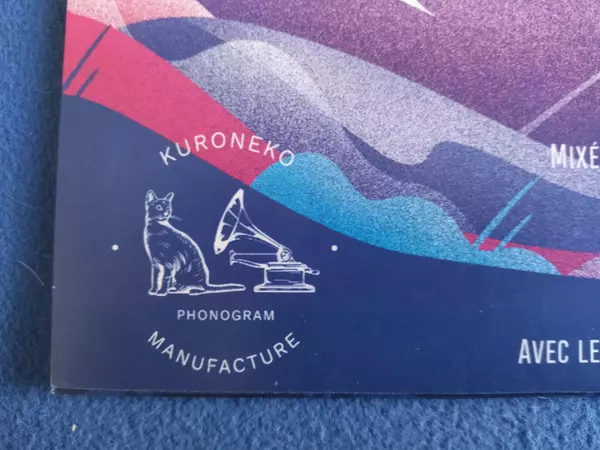 KURONEKO
MIXÉ
PHONOGRAM
MANUFACTURE
AVEC LE